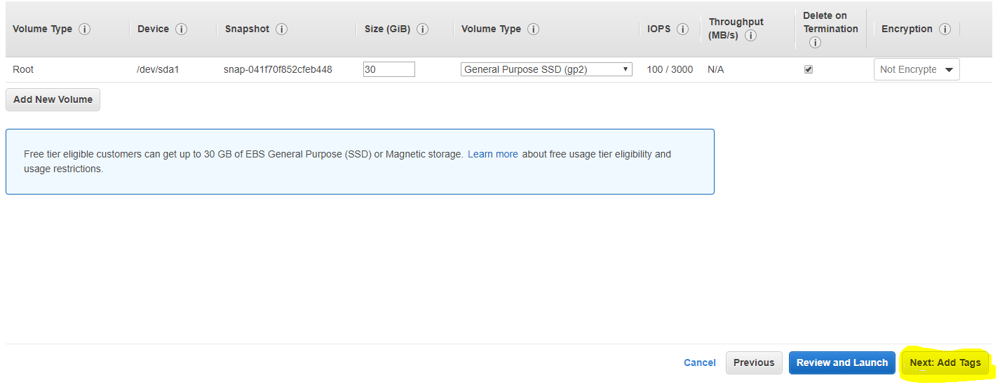 Volume Type Device Snapshot Size (GiB) Volume Type IOPS Throughput (MB/s) Delete on Termination Encryption
Root /dev/sda1 snap-041f70f852cfeb448 30 General Purpose SSD (gp2) 100 / 3000 N/A Not Encrypte
Add New Volume
Free tier eligible customers can get up to 30 GB of EBS General Purpose (SSD) or Magnetic storage. Learn more about free usage tier eligibility and
usage restrictions.
Cancel Previous Review and Launch Next: Add Tags